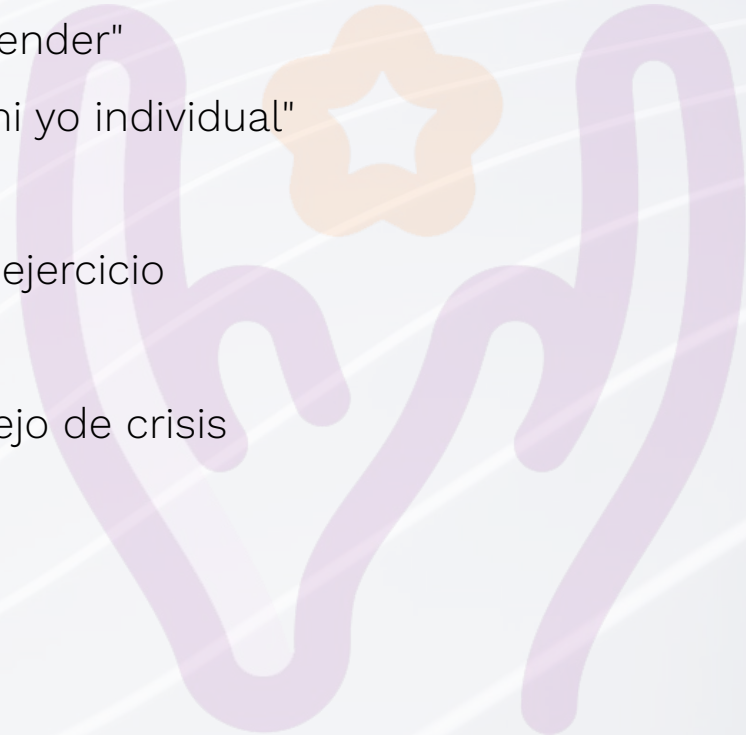 ender"
ni yo individual"
ejercicio
ejo de crisis